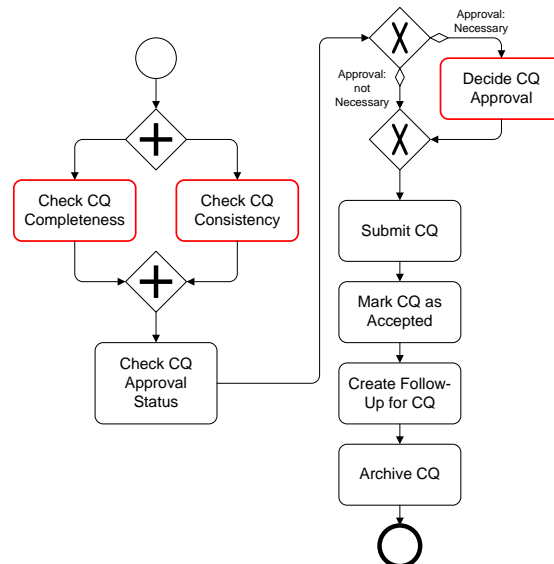 Check CQ
Completeness
Check CQ
Consistency
Check CQ
Approval
Status
Approval:
Necessary
Approval:
not
Necessary
Decide CQ
Approval
Submit CQ
Mark CQ as
Accepted
Create Follow-
Up for CQ
Archive CQ